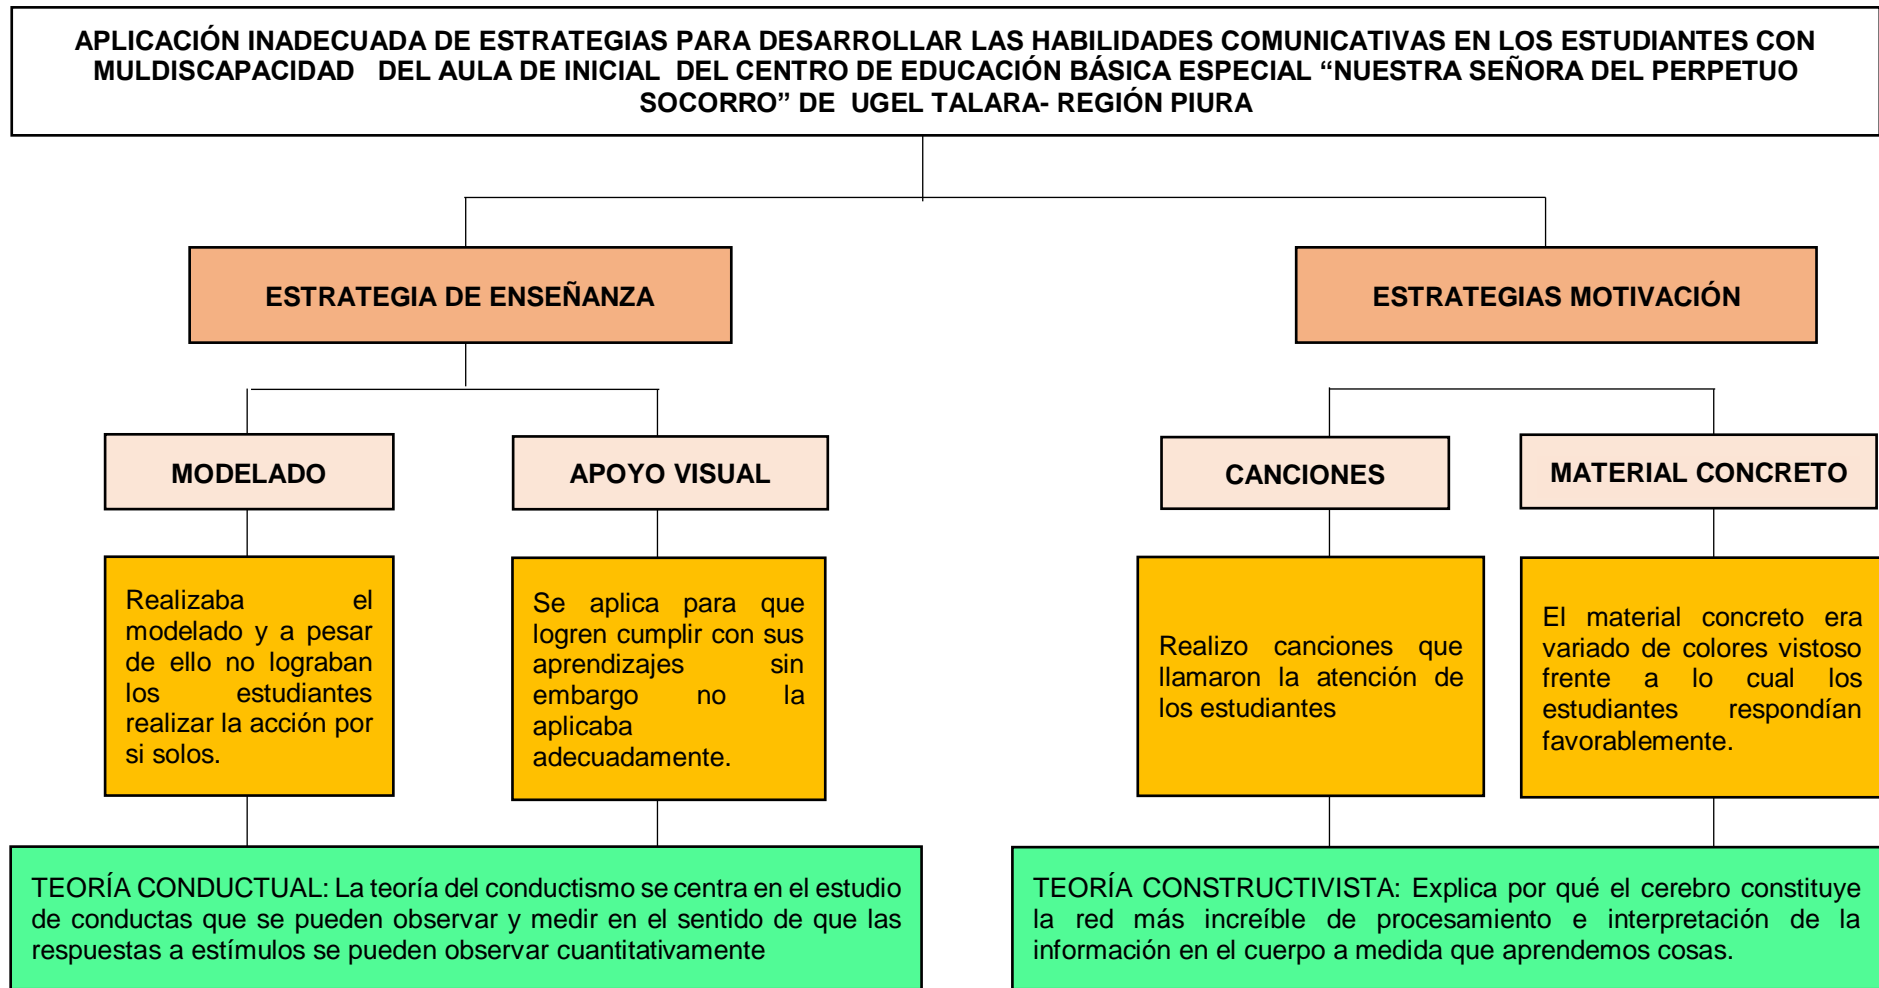 APLICACIÓN INADECUADA DE ESTRATEGIAS PARA DESARROLLAR LAS HABILIDADES COMUNICATIVAS EN LOS ESTUDIANTES CON
MULDISCAPACIDAD DEL AULA DE INICIAL DEL CENTRO DE EDUCACIÓN BÁSICA ESPECIAL “NUESTRA SEÑORA DEL PERPETUO
SOCORRO” DE UGEL TALARA- REGIÓN PIURA
ESTRATEGIA DE ENSEÑANZA
ESTRATEGIAS MOTIVACIÓN
MODELADO
APOYO VISUAL
CANCIONES
MATERIAL CONCRETO
Realizaba el
modelado y a pesar
de ello no lograban
los estudiantes
realizar la acción por
si solos.
Se aplica para que
logren cumplir con sus
aprendizajes sin
embargo no la
aplicaba
adecuadamente.
Realizo canciones que
llamaron la atención de
los estudiantes
El material concreto era
variado de colores vistoso
frente a lo cual los
estudiantes respondían
favorablemente.
TEORÍA CONDUCTUAL: La teoría del conductismo se centra en el estudio
de conductas que se pueden observar y medir en el sentido de que las
respuestas a estímulos se pueden observar cuantitativamente
TEORÍA CONSTRUCTIVISTA: Explica por qué el cerebro constituye
la red más increíble de procesamiento e interpretación de la
información en el cuerpo a medida que aprendemos cosas.